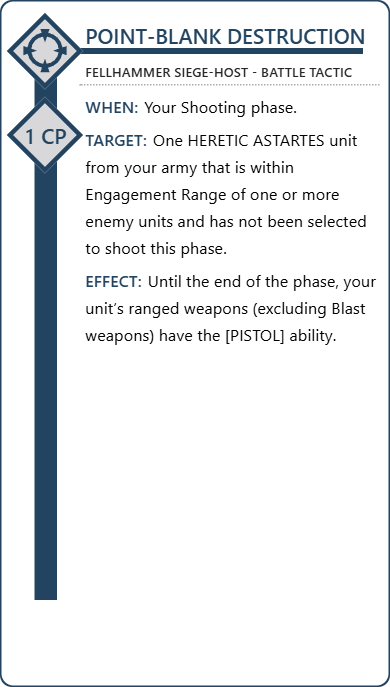 POINT-BLANK DESTRUCTION
FELLHAMMER SIEGE-HOST - BATTLE TACTIC
WHEN: Your Shooting phase.
1 CP
TARGET: One HERETIC ASTARTES unit
from your army that is within
Engagement Range of one or more
enemy units and has not been selected
to shoot this phase.
EFFECT: Until the end of the phase, your
unit’s ranged weapons (excluding Blast
weapons) have the [PISTOL] ability.